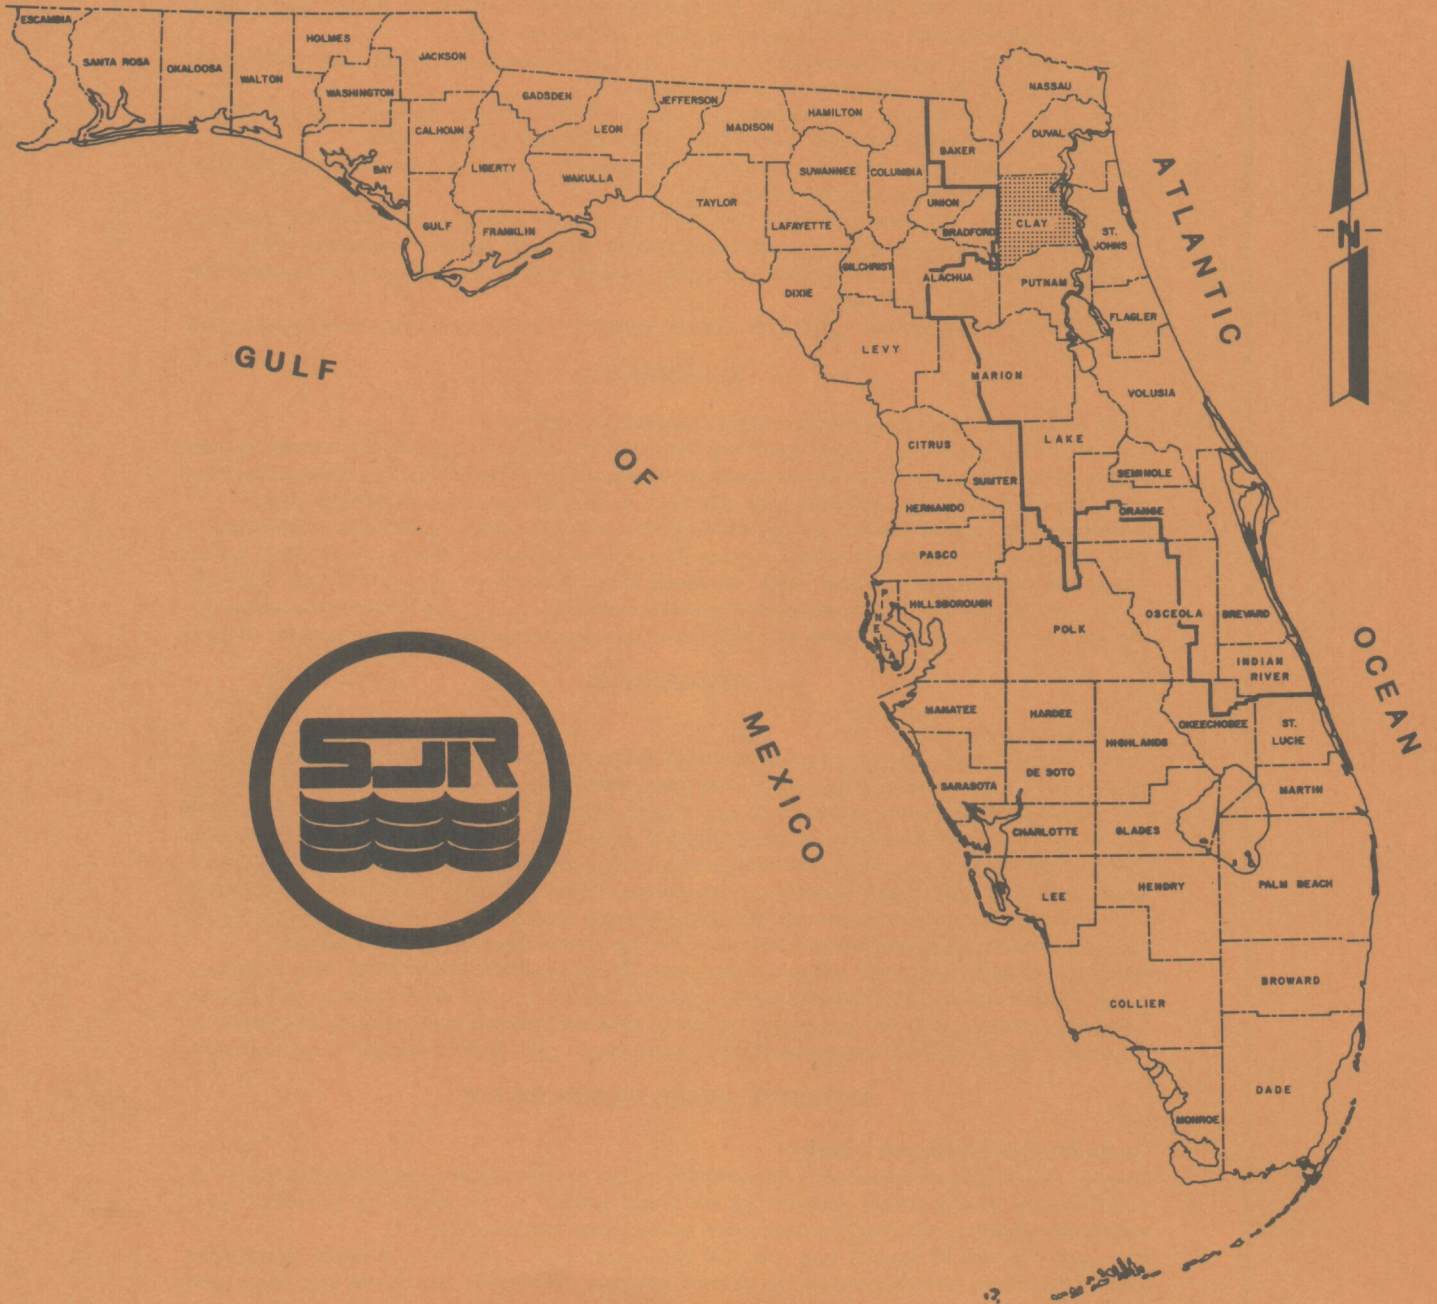 ESCAMBIA
SANTA ROSA
OKALOOSA
WALTON
HOLMES
WASHINGTON
JACKSON
BAY
CALHOUN
GULF
LIBERTY
GADSDEN
FRANKLIN
LEON
WAKULLA
JEFFERSON
MADISON
TAYLOR
HAMILTON
SUWANNEE
LAFAYETTE
DIXIE
COLUMBIA
GILCHRIST
BAKER
UNION
BRADFORD
ALACHUA
NASSAU
DUVAL
CLAY
ST.
JOHNS
PUTNAM
FLAGLER
LEVY
MARION
VOLUSIA
CITRUS
SUMTER
LAKE
SEMINOLE
HERNANDO
ORANGE
PASCO
PINELLAS
HILLSBOROUGH
POLK
OSCEOLA
BREVARD
INDIAN
RIVER
MANATEE
HARDEE
HIGHLANDS
OKEECHOBEE
ST.
LUCIE
SARASOTA
DE SOTO
MARTIN
CHARLOTTE
GLADES
LEE
HENDRY
PALM BEACH
COLLIER
BROWARD
DADE
MONROE
GULF
OF
MEXICO
ATLANTIC
OCEAN
N
SJR